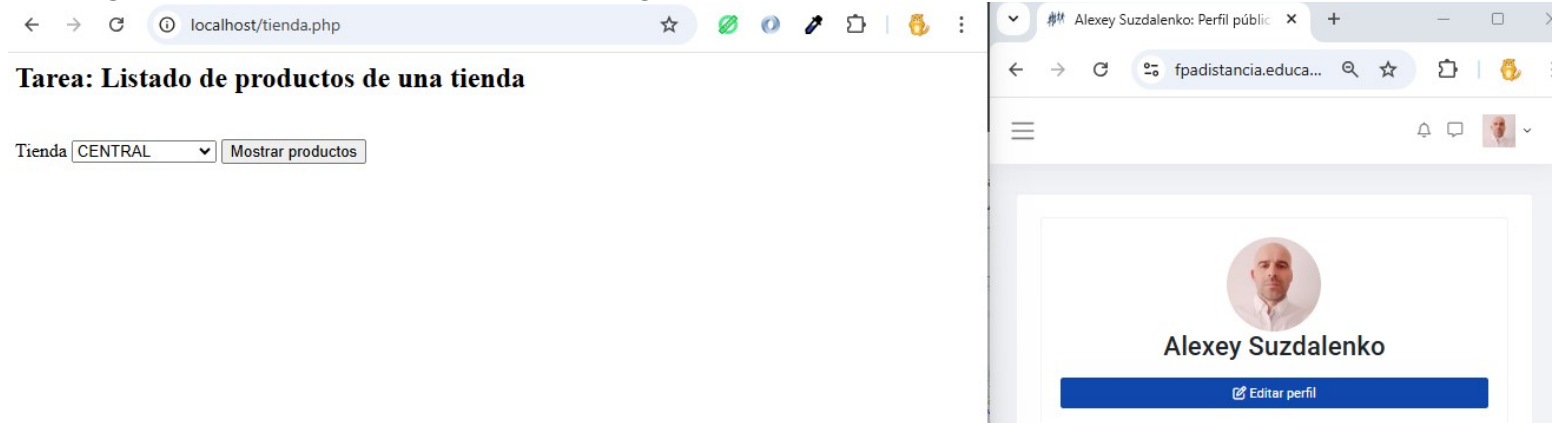 localhost/tienda.php
Tarea: Listado de productos de una tienda
Tienda CENTRAL Mostrar productos
Alexey Suzdalenko: Perfil públic
fpadistancia.educa...
Alexey Suzdalenko
Editar perfil